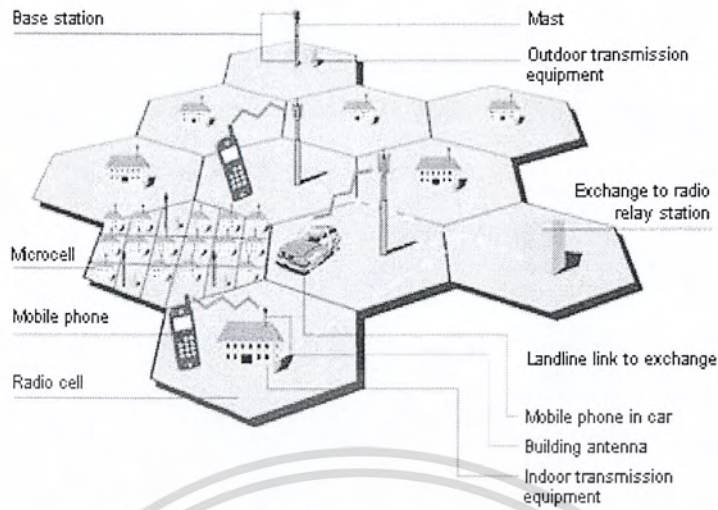 Base station
Mast
Outdoor transmission
equipment
Exchange to radio
relay station
Microcell
Mobile phone
Landline link to exchange
Radio cell
Mobile phone in car
Building antenna
Indoor transmission
equipment